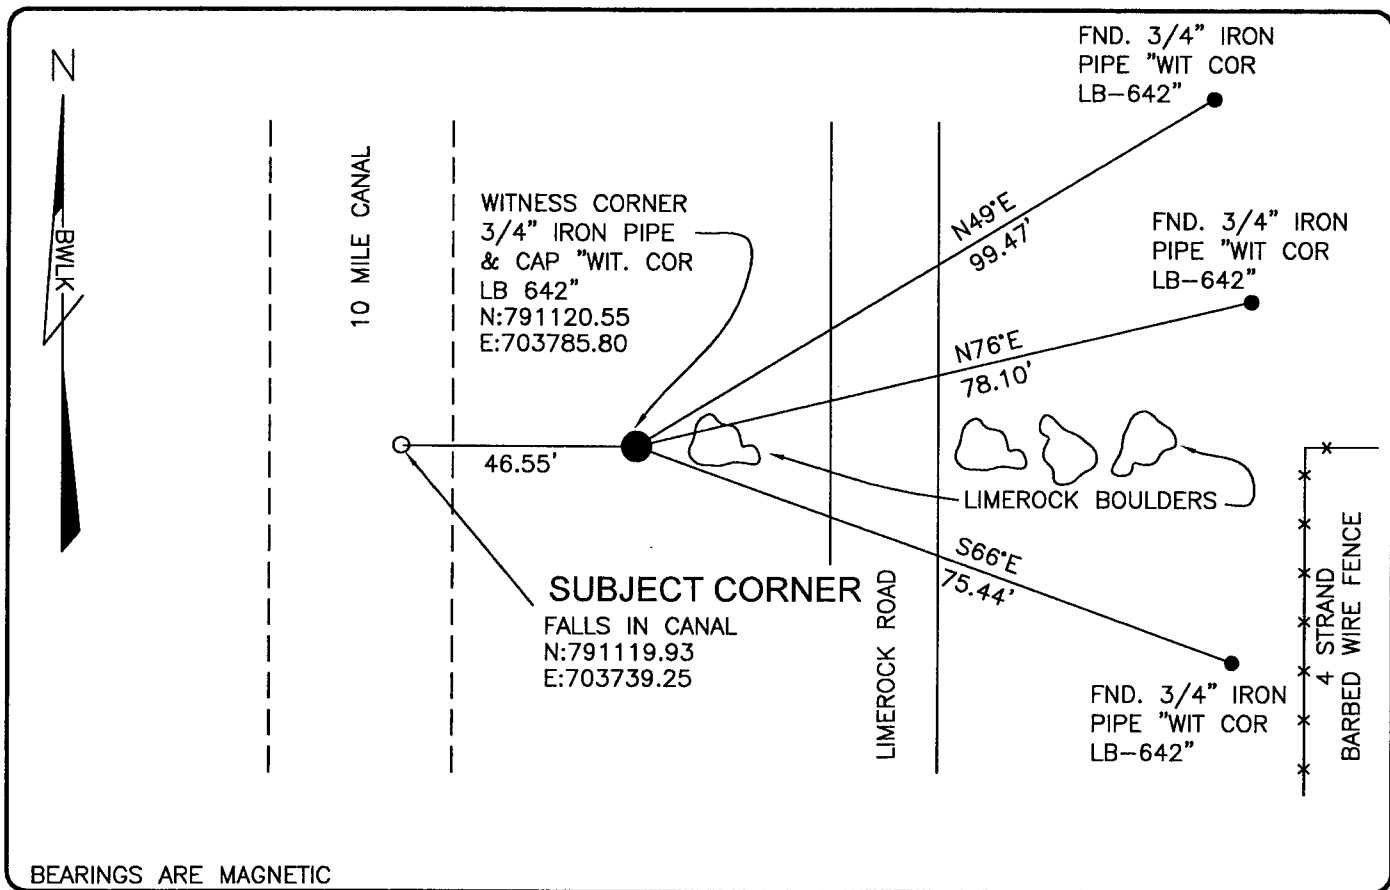 N
BWLK
10 MILE CANAL
WITNESS CORNER
3/4" IRON PIPE
& CAP "WIT. COR
LB 642"
N:791120.55
E:703785.80
FND. 3/4" IRON
PIPE "WIT COR
LB-642"
N49°E
99.47'
FND. 3/4" IRON
PIPE "WIT COR
LB-642"
N76°E
78.10'
46.55'
LIMEROCK BOULDERS
S66°E
75.44'
SUBJECT CORNER
FALLS IN CANAL
N:791119.93
E:703739.25
LIMEROCK ROAD
FND. 3/4" IRON
PIPE "WIT COR
LB-642"
4 STRAND
BARBED WIRE FENCE
BEARINGS ARE MAGNETIC